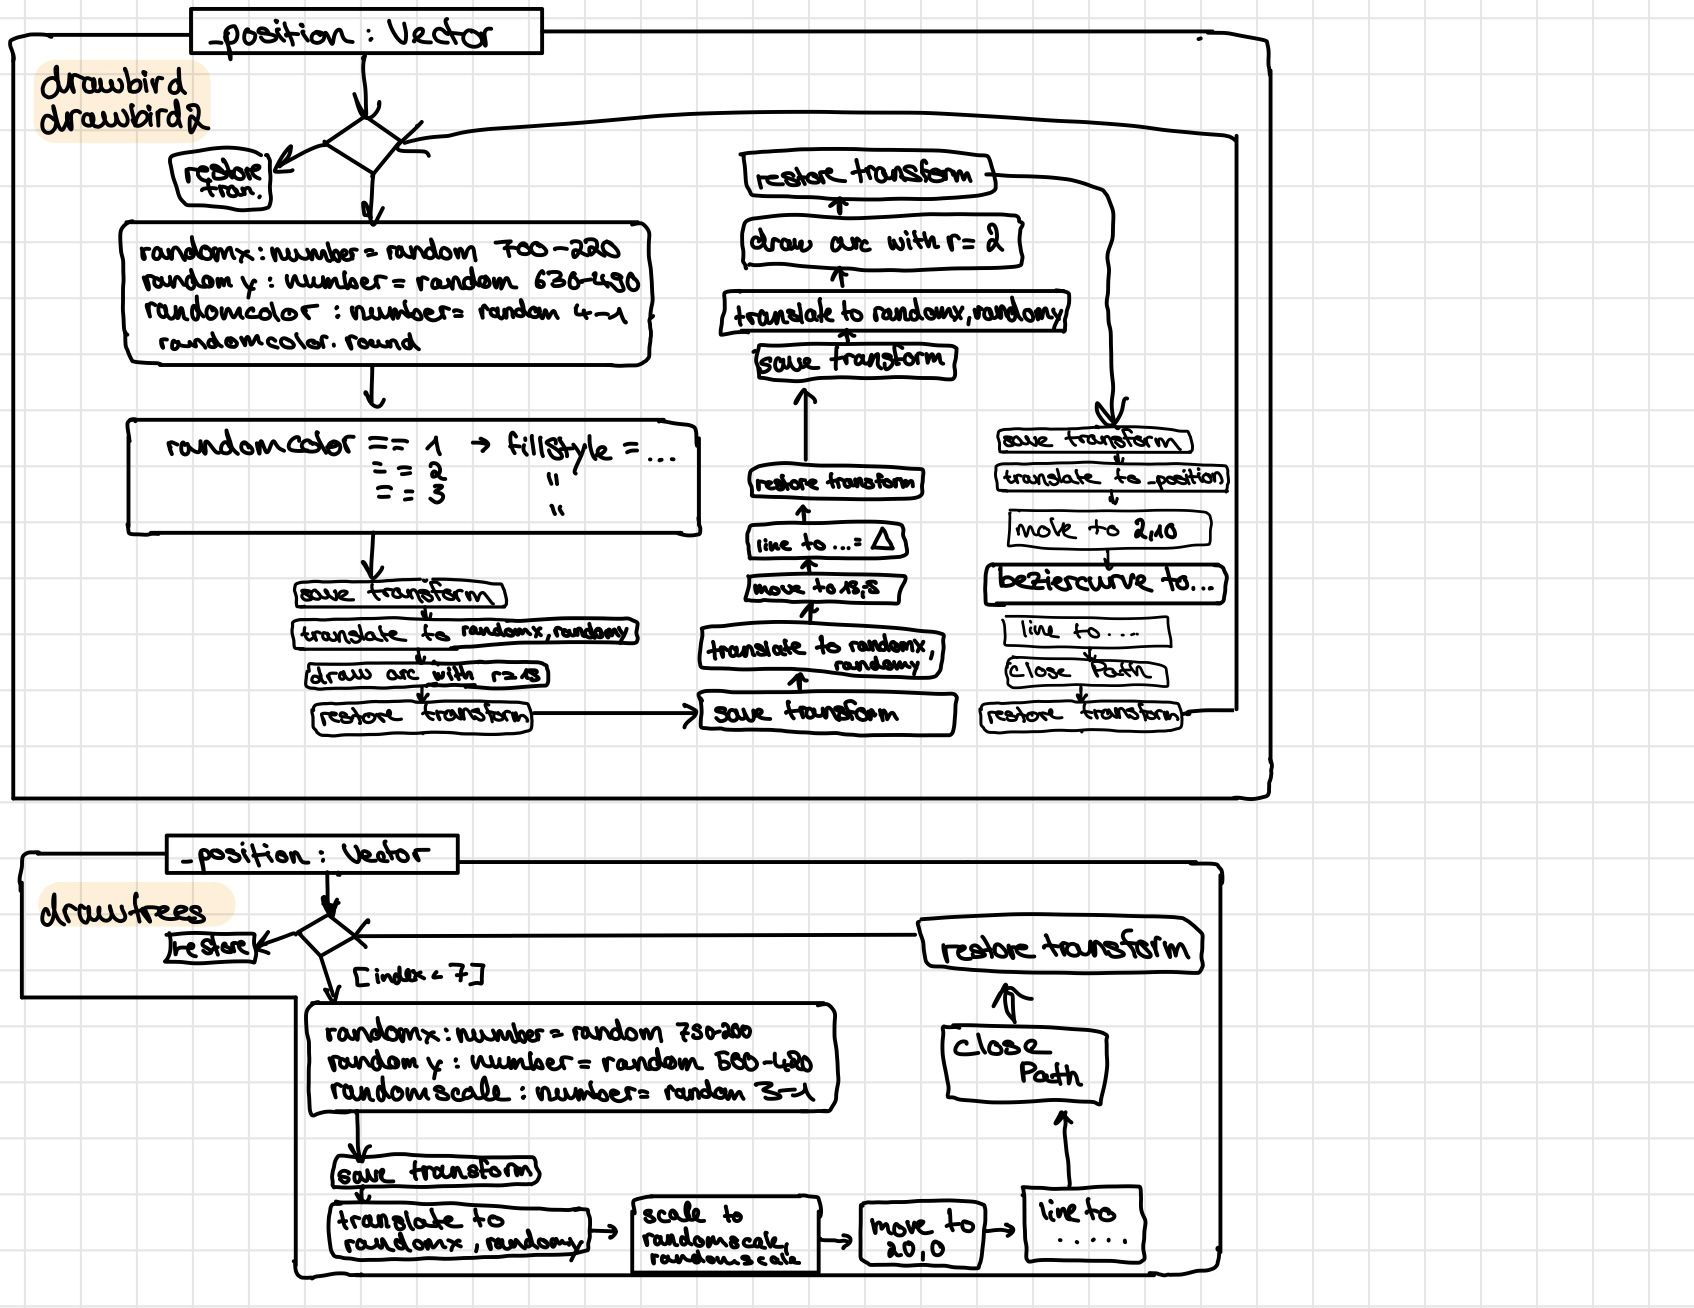 _position : Vector
drawbird
drawbird2
restore
tran.
randomx : number = random 700-220
random y : number = random 630-490
randomcolor : number = random 4-1
randomcolor. round
randomcolor == 1 → fillstyle = ...
== 2 "
== 3 "
save transform
translate to randomx, randomy
draw arc with r=15
restore transform
save transform
translate to randomx,
randomy
move to 15,-5
line to ... = △
restore transform
save transform
translate to randomx, randomy
draw arc with r= 2
restore transform
save transform
translate to _position
move to 2,10
beziercurve to...
line to....
close Path
restore transform
_position : Vector
drawtrees
restore
[index < 7]
randomx : number = random 750-200
random y : number = random 500-480
randomscale : number = random 3-1
save transform
translate to
randomx , randomy
scale to
randomscale,
randomscale
move to
20,0
line to
.....
close
Path
restore transform